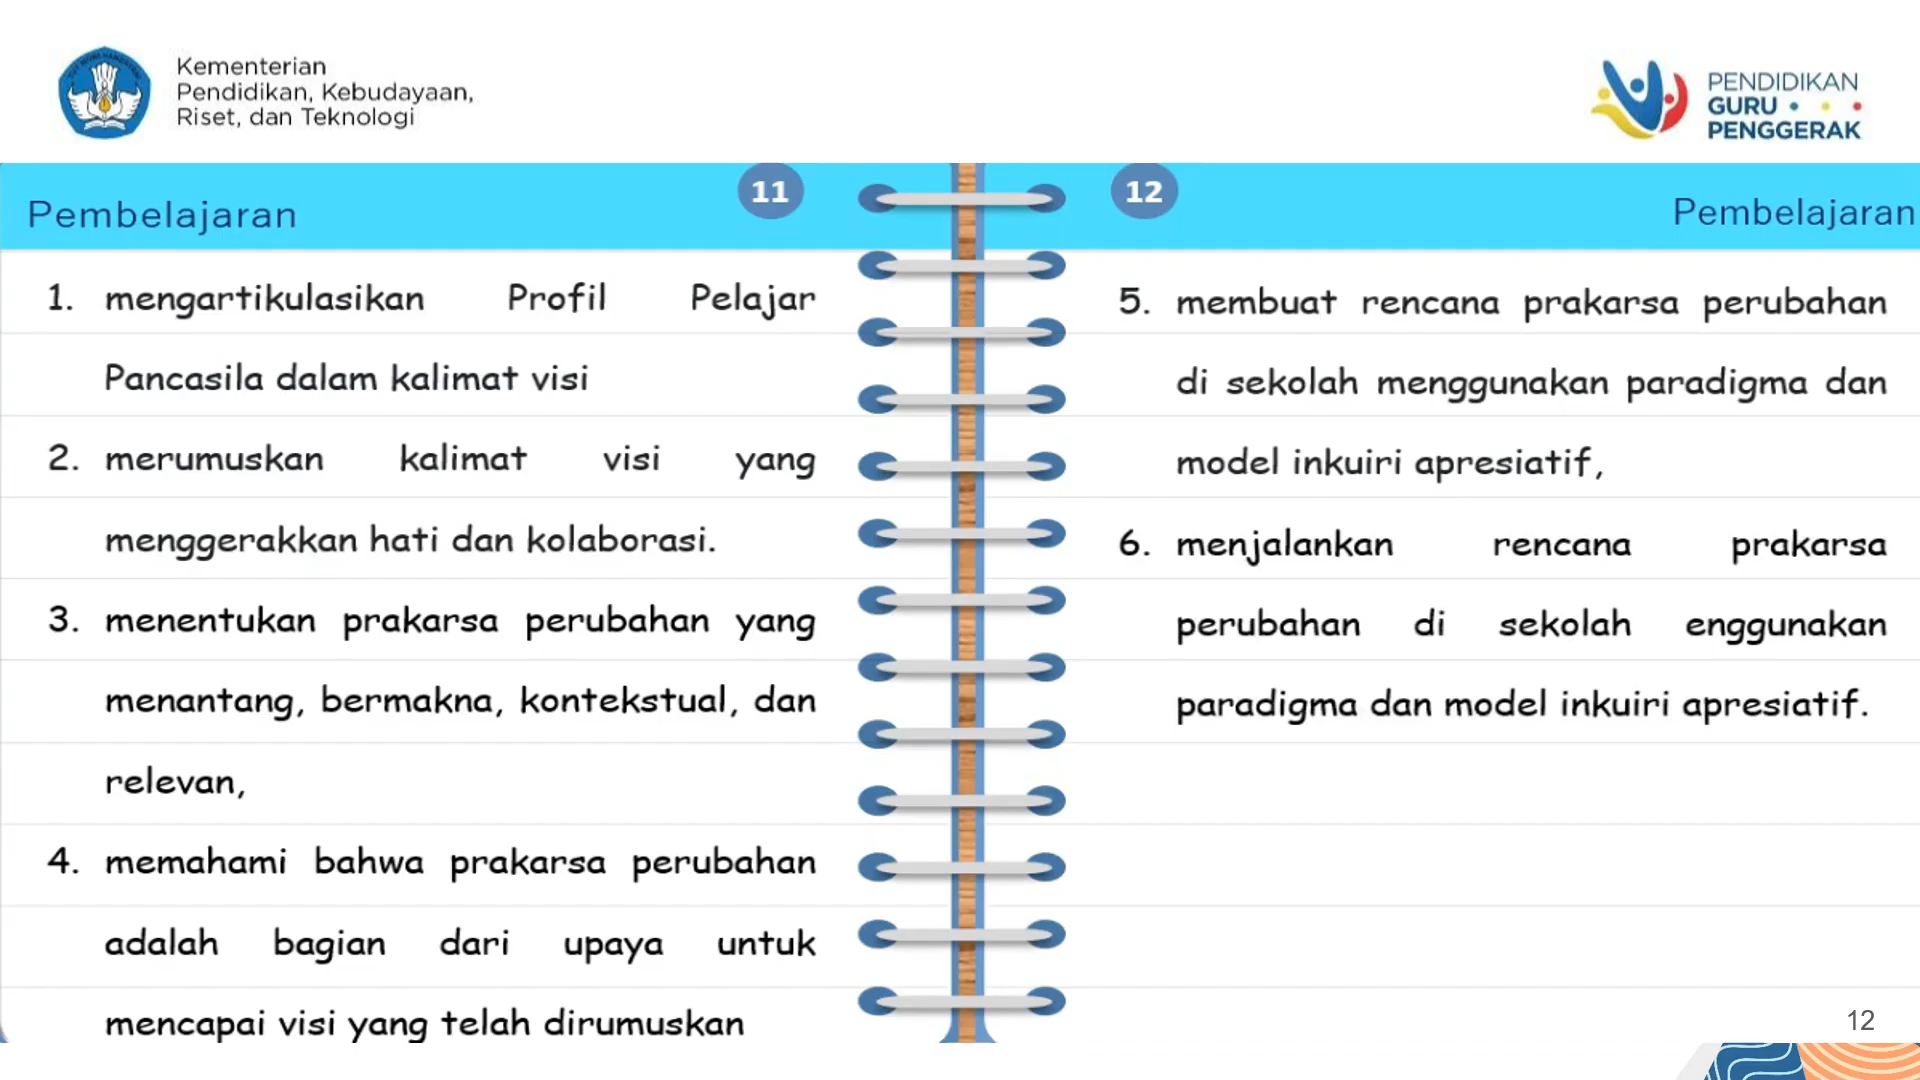 Kementerian
Pendidikan, Kebudayaan,
Riset, dan Teknologi
PENDIDIKAN
GURU
PENGGERAK
11
Pembelajaran
1. mengartikulasikan Profil Pelajar
Pancasila dalam kalimat visi
2. merumuskan kalimat visi yang
menggerakkan hati dan kolaborasi.
3. menentukan prakarsa perubahan yang
menantang, bermakna, kontekstual, dan
relevan,
4. memahami bahwa prakarsa perubahan
adalah bagian dari upaya untuk
mencapai visi yang telah dirumuskan
12
Pembelajaran
5. membuat rencana prakarsa perubahan
di sekolah menggunakan paradigma dan
model inkuiri apresiatif,
6. menjalankan rencana prakarsa
perubahan di sekolah enggunakan
paradigma dan model inkuiri apresiatif.
12